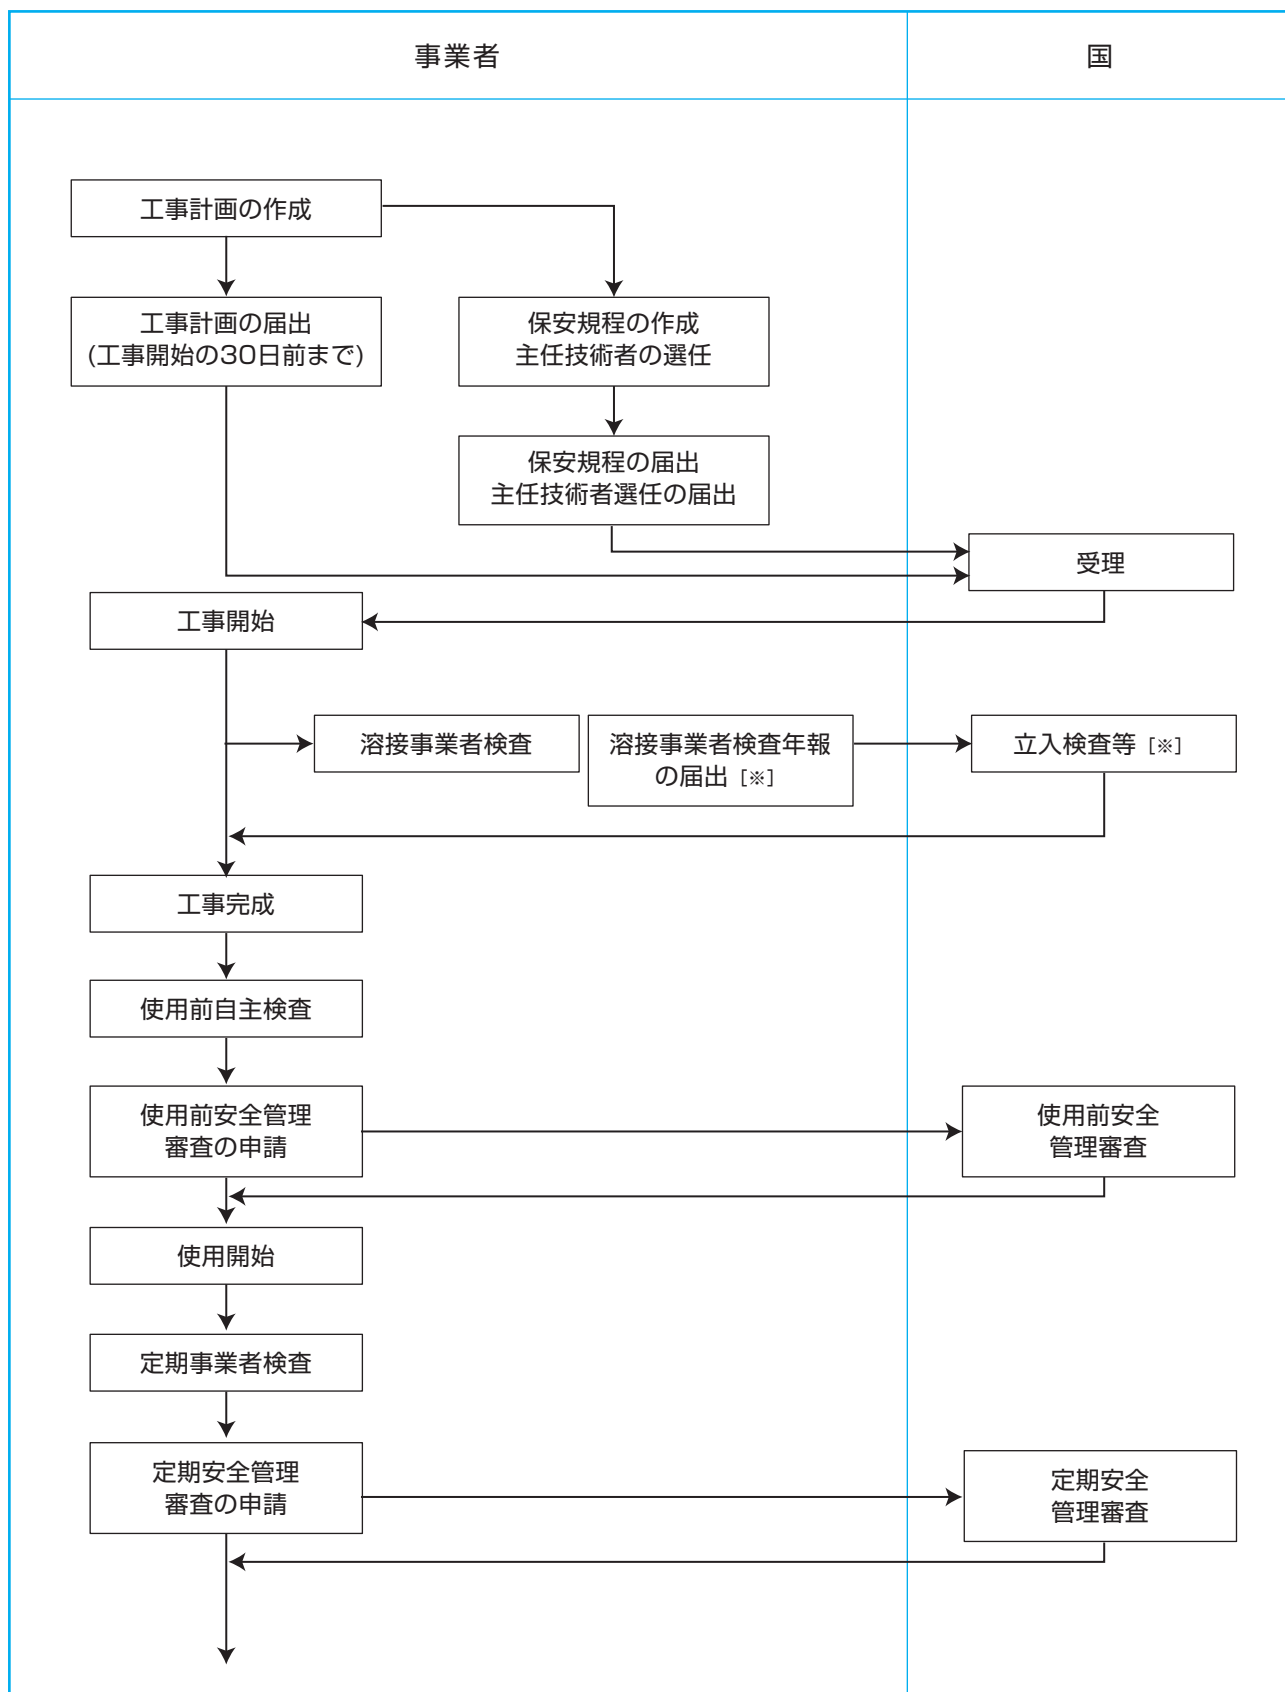 事業者
国
工事計画の作成
工事計画の届出
(工事開始の30日前まで)
保安規程の作成
主任技術者の選任
保安規程の届出
主任技術者選任の届出
受理
工事開始
溶接事業者検査
溶接事業者検査年報
の届出［※］
立入検査等［※］
工事完成
使用前自主検査
使用前安全管理
審査の申請
使用前安全
管理審査
使用開始
定期事業者検査
定期安全管理
審査の申請
定期安全
管理審査